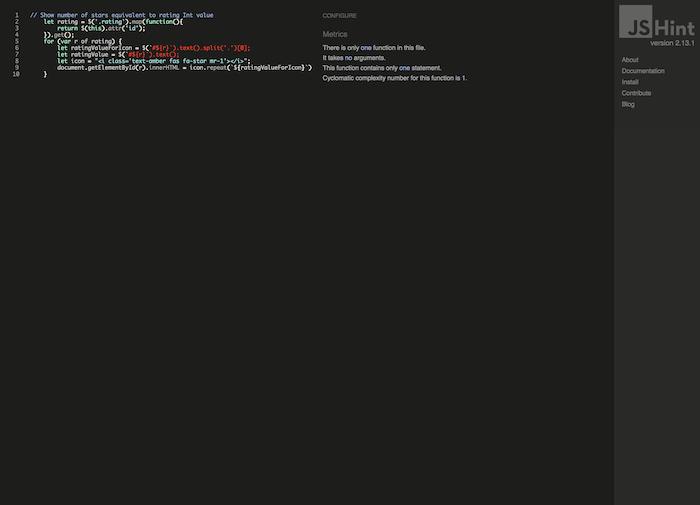 1 // Show number of stars equivalent to rating Int value
2 let rating = $('.rating').map(function(){
3 return $(this).attr('id');
4 }).get();
5 for (var r of rating) {
6 let ratingValueForIcon = $(`#${r}`).text().split('.')[0];
7 let ratingValue = $(`#${r}`).text();
8 let icon = "<i class='text-amber fas fa-star mr-1'></i>";
9 document.getElementById(r).innerHTML = icon.repeat(`${ratingValueForIcon}`)
10 }
CONFIGURE
Metrics
There is only one function in this file.
It takes no arguments.
This function contains only one statement.
Cyclomatic complexity number for this function is 1.
JSHint
version 2.13.1
About
Documentation
Install
Contribute
Blog